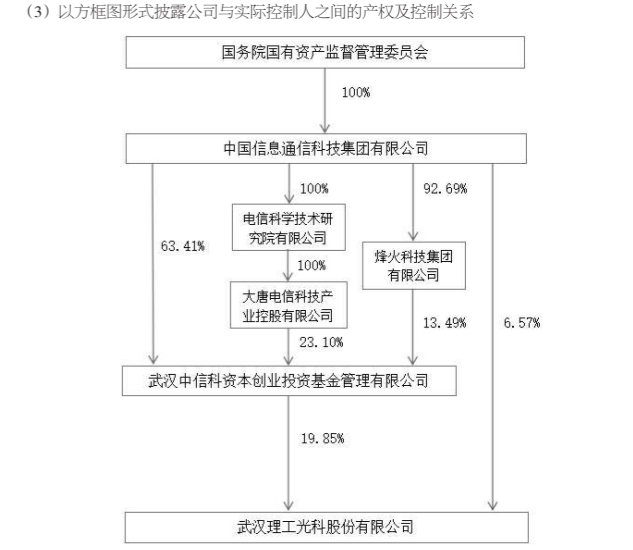 （3）以方框图形式披露公司与实际控制人之间的产权及控制关系
国务院国有资产监督管理委员会
100%
中国信息通信科技集团有限公司
100%
92.69%
电信科学技术研
究院有限公司
63.41%
烽火科技集团
有限公司
100%
大唐电信科技产
业控股有限公司
13.49%
6.57%
23.10%
武汉中信科资本创业投资基金管理有限公司
19.85%
武汉理工光科股份有限公司